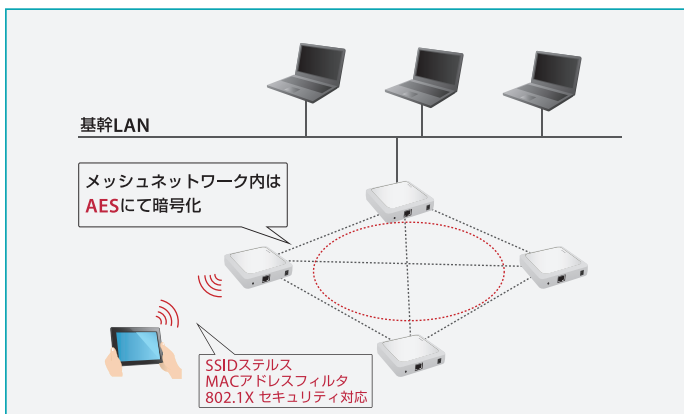 基幹LAN
メッシュネットワーク内は
AESにて暗号化
SSIDステルス
MACアドレスフィルタ
802.1X セキュリティ対応